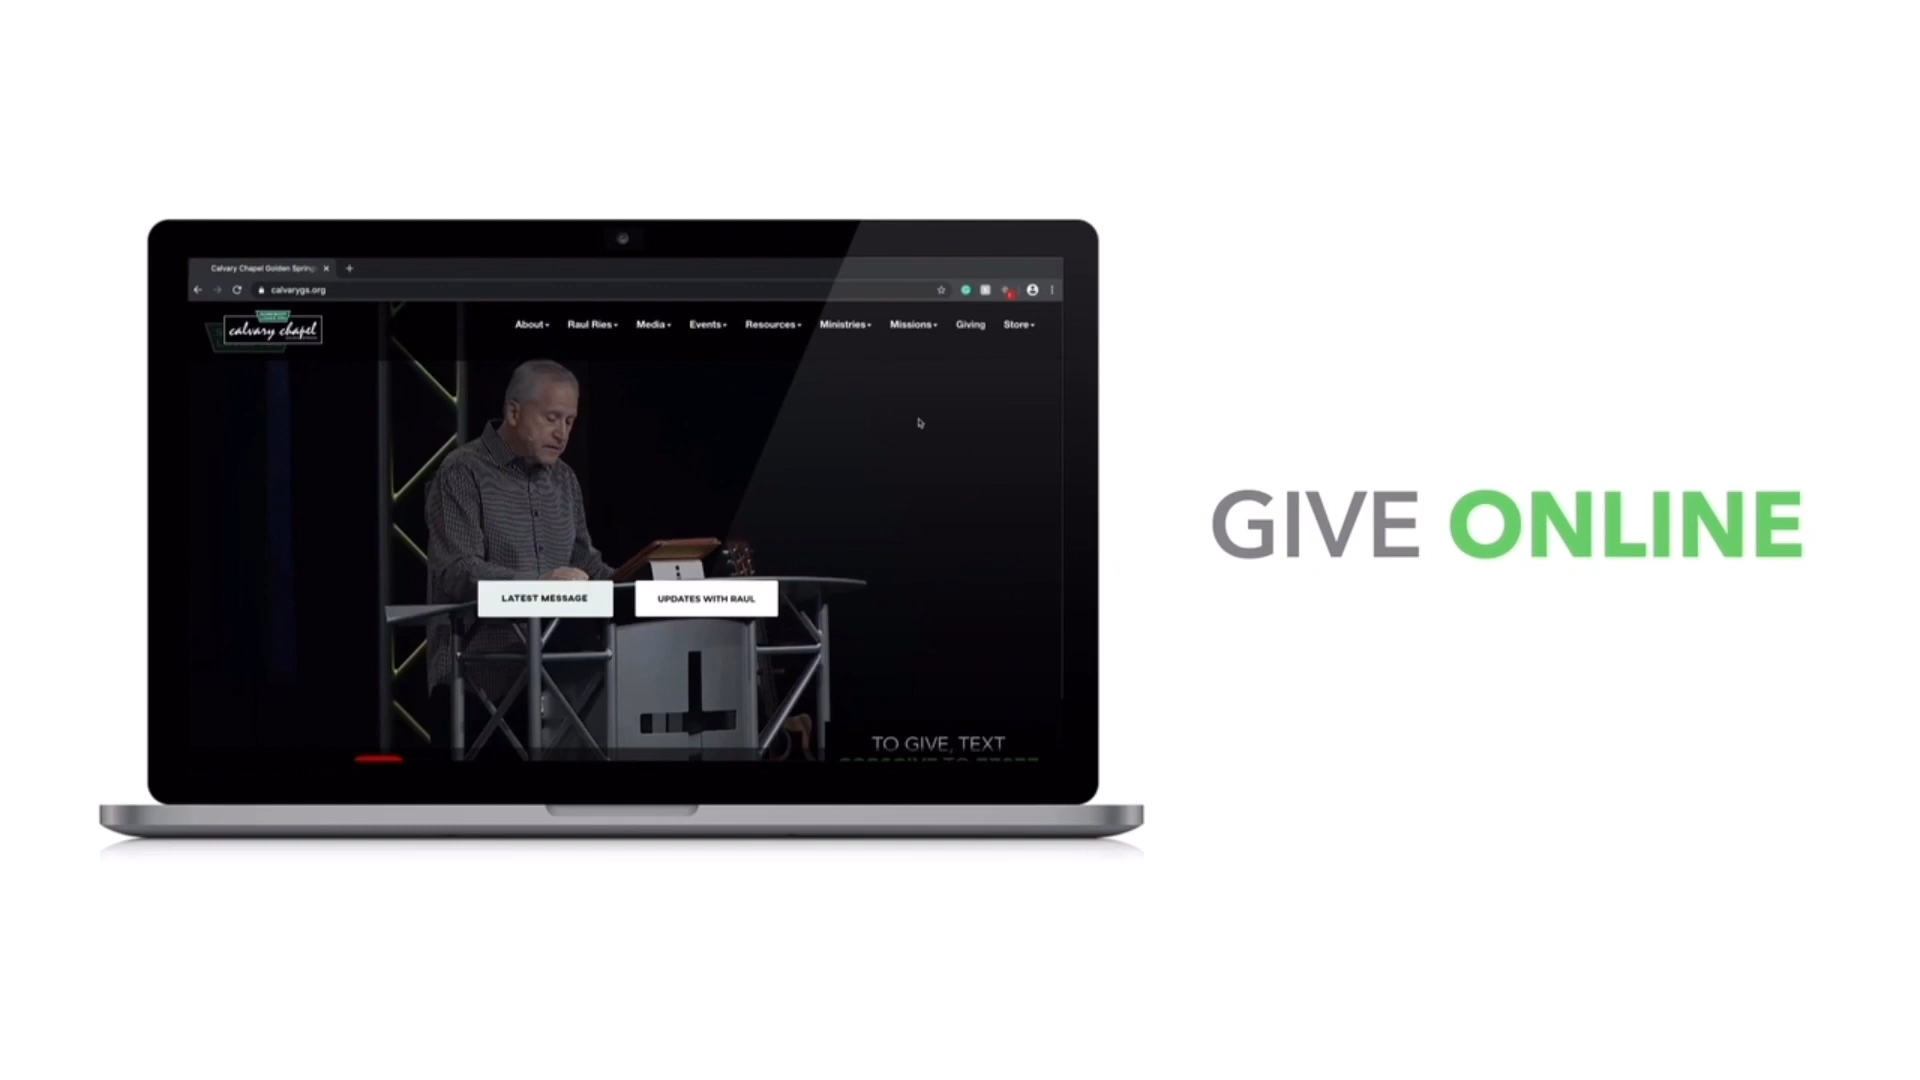 Calvary Chapel Golden Spring
calvarygs.org
calvary chapel
About
Raul Ries
Media
Events
Resources
Ministries
Missions
Giving
Store
LATEST MESSAGE
UPDATES WITH RAUL
TO GIVE, TEXT
GIVE ONLINE